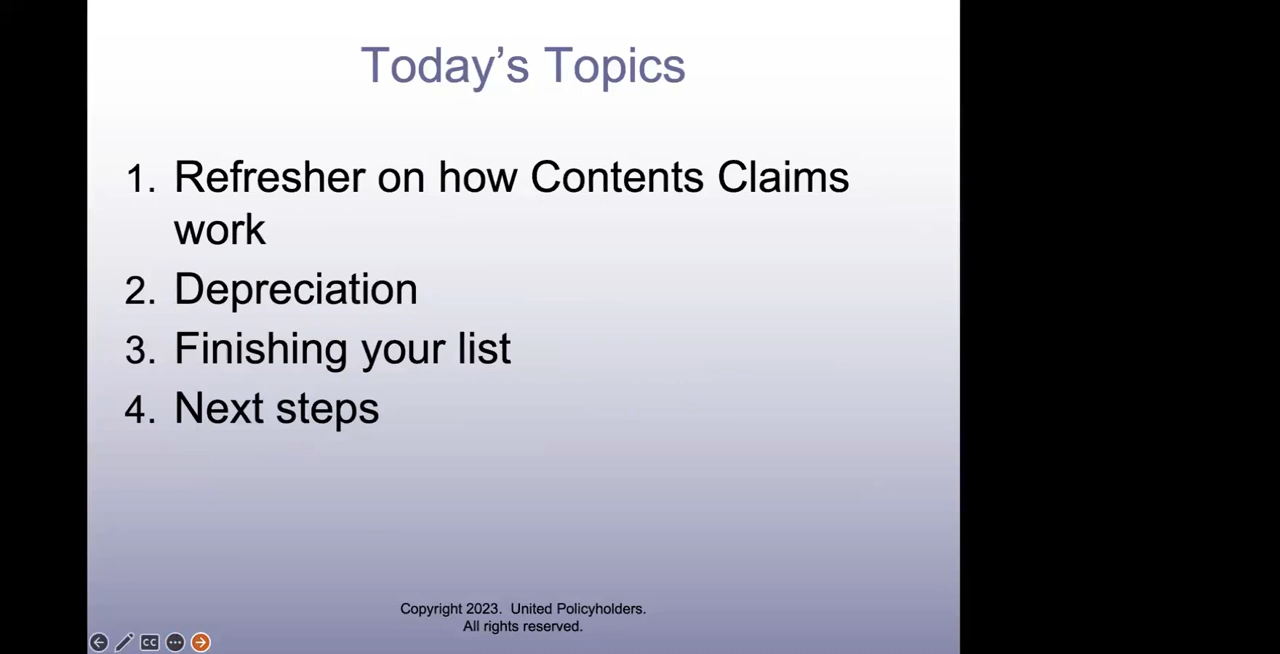 Today’s Topics
1. Refresher on how Contents Claims
work
2. Depreciation
3. Finishing your list
4. Next steps
Copyright 2023. United Policyholders.
All rights reserved.
CC